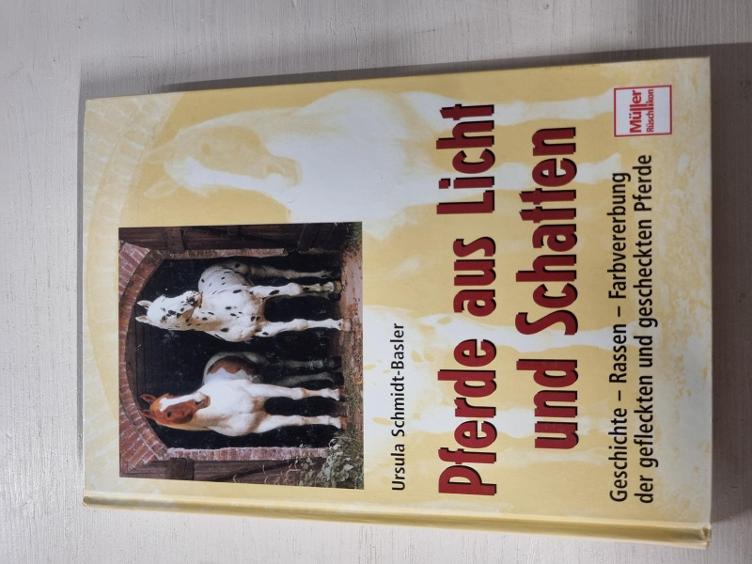 Ursula Schmidt-Basler
Pferde aus Licht
und Schatten
Geschichte – Rassen – Farbvererbung
der gefleckten und gescheckten Pferde
Müller
Rüschlikon